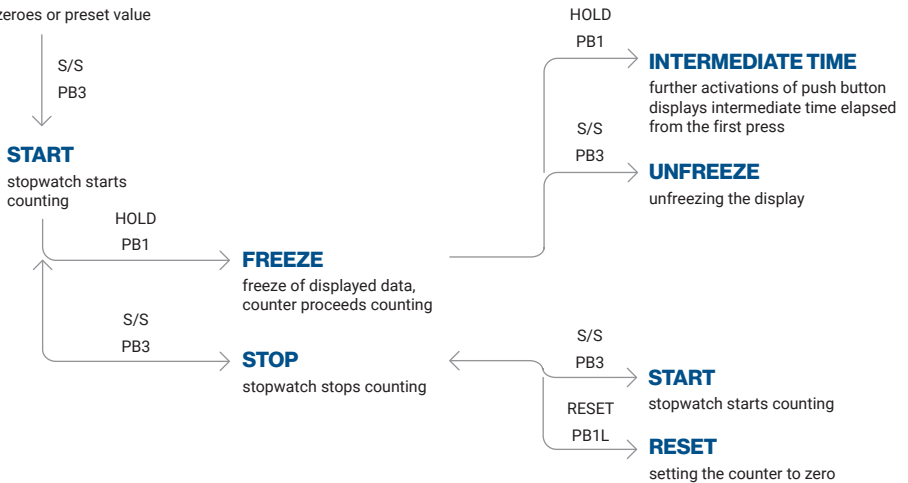 zeroes or preset value
S/S
PB3
START
stopwatch starts
counting
HOLD
PB1
FREEZE
freeze of displayed data,
counter proceeds counting
S/S
PB3
STOP
stopwatch stops counting
HOLD
PB1
INTERMEDIATE TIME
further activations of push button
displays intermediate time elapsed
from the first press
S/S
PB3
UNFREEZE
unfreezing the display
S/S
PB3
START
stopwatch starts counting
RESET
PB1L
RESET
setting the counter to zero